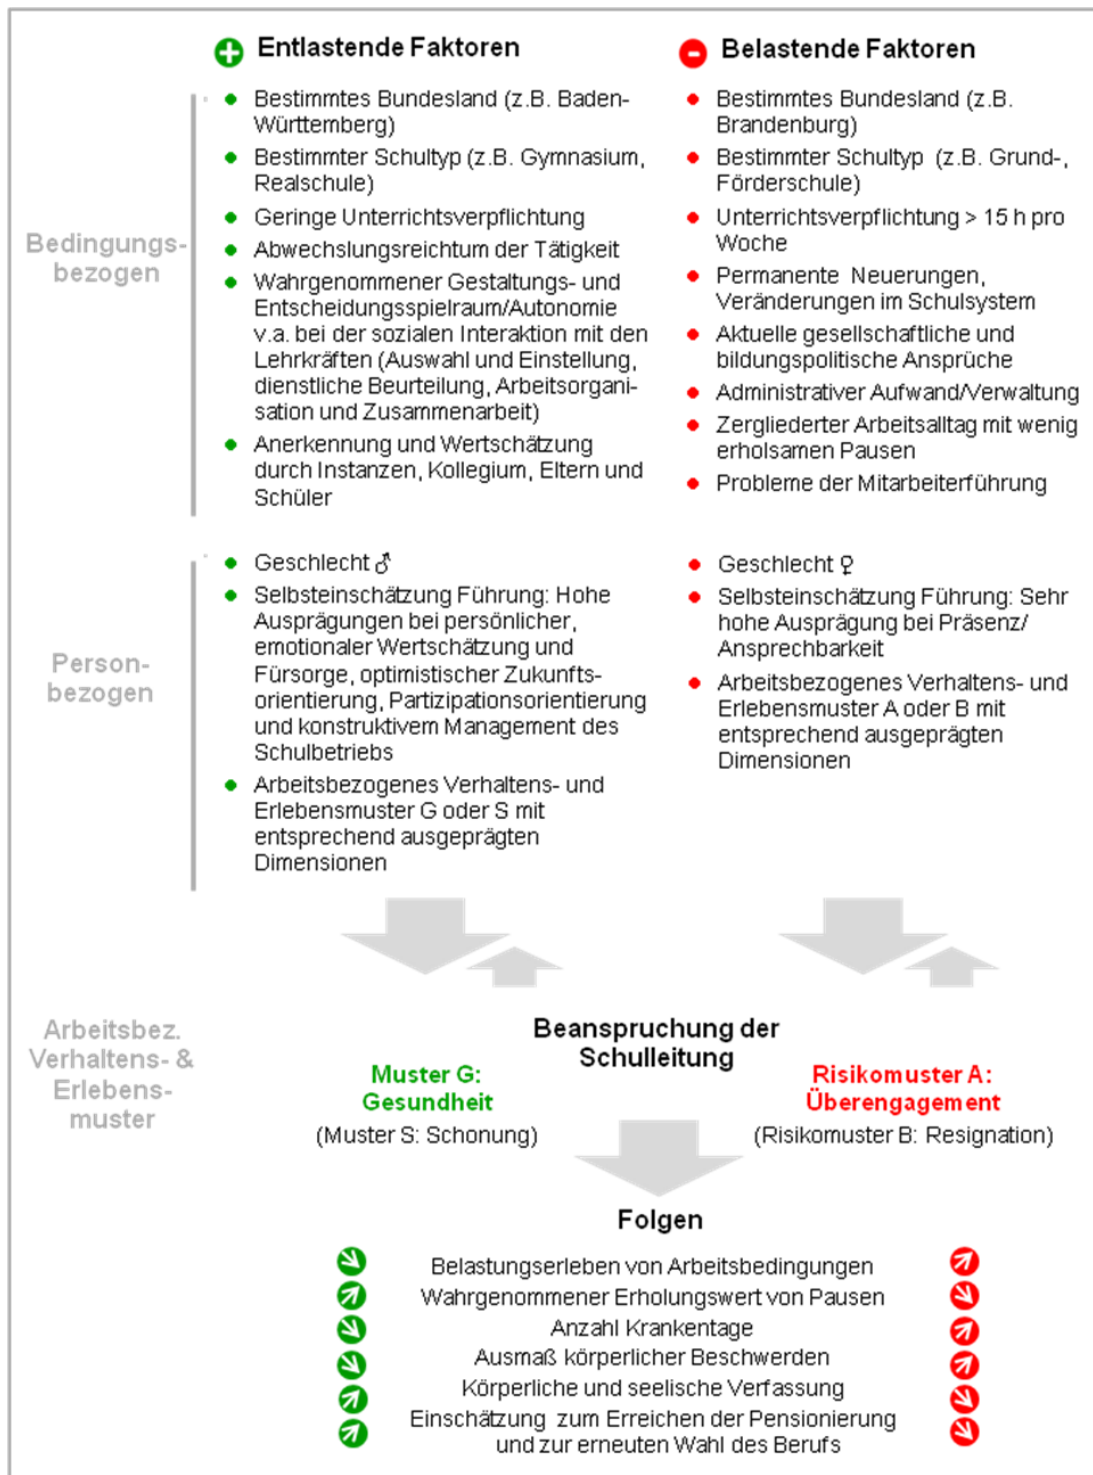 Entlastende Faktoren
Bestimmtes Bundesland (z.B. Baden-
Württemberg)
Bestimmter Schultyp (z.B. Gymnasium,
Realschule)
Geringe Unterrichtsverpflichtung
Abwechslungsreichtum der Tätigkeit
Wahrgenommener Gestaltungs- und
Entscheidungsspielraum/Autonomie
v.a. bei der sozialen Interaktion mit den
Lehrkräften (Auswahl und Einstellung,
dienstliche Beurteilung, Arbeitsorgani-
sation und Zusammenarbeit)
Anerkennung und Wertschätzung
durch Instanzen, Kollegium, Eltern und
Schüler
Belastende Faktoren
Bestimmtes Bundesland (z.B.
Brandenburg)
Bestimmter Schultyp (z.B. Grund-,
Förderschule)
Unterrichtsverpflichtung > 15 h pro
Woche
Permanente Neuerungen,
Veränderungen im Schulsystem
Aktuelle gesellschaftliche und
bildungspolitische Ansprüche
Administrativer Aufwand/Verwaltung
Zergliederter Arbeitsalltag mit wenig
erholsamen Pausen
Probleme der Mitarbeiterführung
Bedingungs-
bezogen
Geschlecht ♂
Selbsteinschätzung Führung: Hohe
Ausprägungen bei persönlicher,
emotionaler Wertschätzung und
Fürsorge, optimistischer Zukunfts-
orientierung, Partizipationsorientierung
und konstruktivem Management des
Schulbetriebs
Arbeitsbezogenes Verhaltens- und
Erlebensmuster G oder S mit
entsprechend ausgeprägten
Dimensionen
Geschlecht ♀
Selbsteinschätzung Führung: Sehr
hohe Ausprägung bei Präsenz/
Ansprechbarkeit
Arbeitsbezogenes Verhaltens- und
Erlebensmuster A oder B mit
entsprechend ausgeprägten
Dimensionen
Person-
bezogen
Arbeitsbez.
Verhaltens- &
Erlebens-
muster
Beanspruchung der
Schulleitung
Muster G:
Gesundheit
(Muster S: Schonung)
Risikomuster A:
Überengagement
(Risikomuster B: Resignation)
Folgen
Belastungserleben von Arbeitsbedingungen
Wahrgenommener Erholungswert von Pausen
Anzahl Krankentage
Ausmaß körperlicher Beschwerden
Körperliche und seelische Verfassung
Einschätzung zum Erreichen der Pensionierung
und zur erneuten Wahl des Berufs